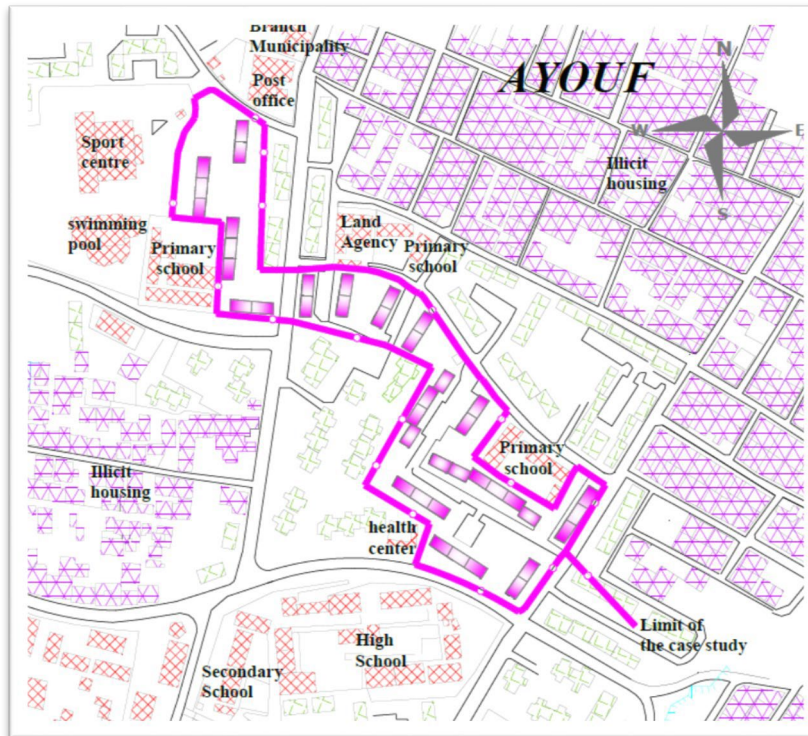 Branch
Municipality
Post
office
AYOUF
N
W
E
S
Sport
centre
Illicit
housing
swimming
pool
Primary
school
Land
Agency
Primary
school
Illicit
housing
Primary
school
health
center
Limit of
the case study
High
School
Secondary
School